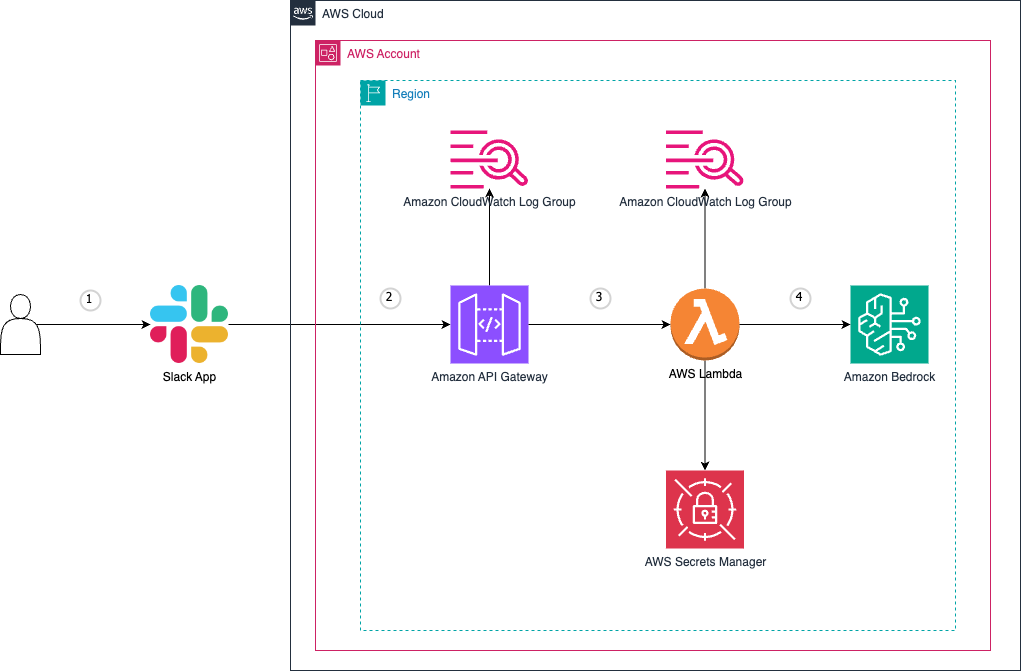 aws
AWS Cloud
AWS Account
Region
Amazon CloudWatch Log Group
Amazon CloudWatch Log Group
1
2
3
4
</>
Slack App
Amazon API Gateway
AWS Lambda
Amazon Bedrock
AWS Secrets Manager